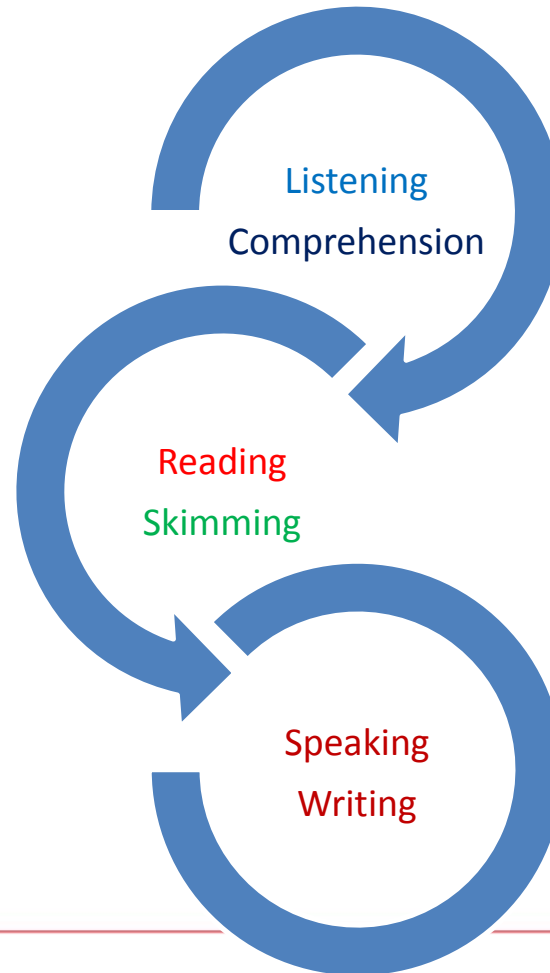 Listening
Comprehension
Reading
Skimming
Speaking
Writing